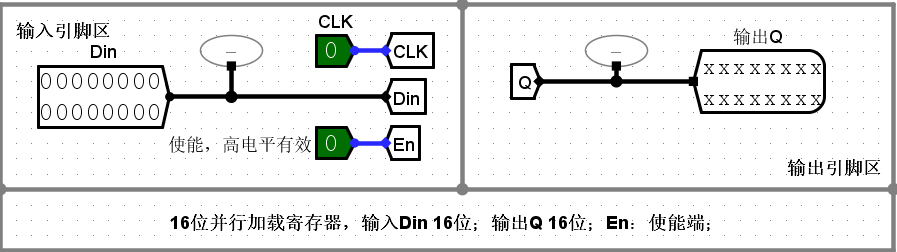 输入引脚区
CLK
0
CLK
Din
00000000
00000000
Din
使能，高电平有效
0
En
输出Q
Q
xxxxxxxx
xxxxxxxx
输出引脚区
16位并行加载寄存器，输入Din 16位；输出Q 16位；En：使能端；